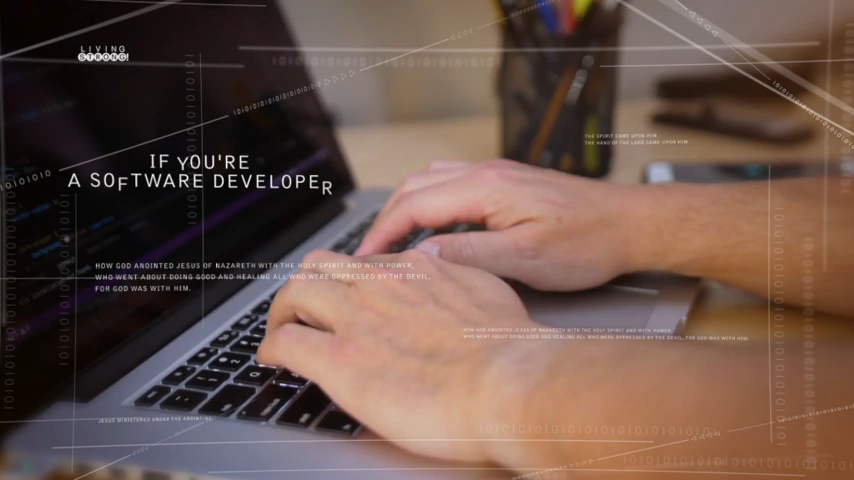 LIVING
STRONG!
THE SPIRIT CAME UPON HIM
THE HAND OF THE LORD CAME UPON HIM
IF YOU'RE
A SOFTWARE DEVELOPER
HOW GOD ANOINTED JESUS OF NAZARETH WITH THE HOLY SPIRIT AND WITH POWER,
WHO WENT ABOUT DOING GOOD AND HEALING ALL WHO WERE OPPRESSED BY THE DEVIL,
FOR GOD WAS WITH HIM.
HOW GOD ANOINTED JESUS OF NAZARETH WITH THE HOLY SPIRIT AND WITH POWER,
WHO WENT ABOUT DOING GOOD AND HEALING ALL WHO WERE OPPRESSED BY THE DEVIL, FOR GOD WAS WITH HIM.
JESUS MINISTERED UNDER THE ANOINTING